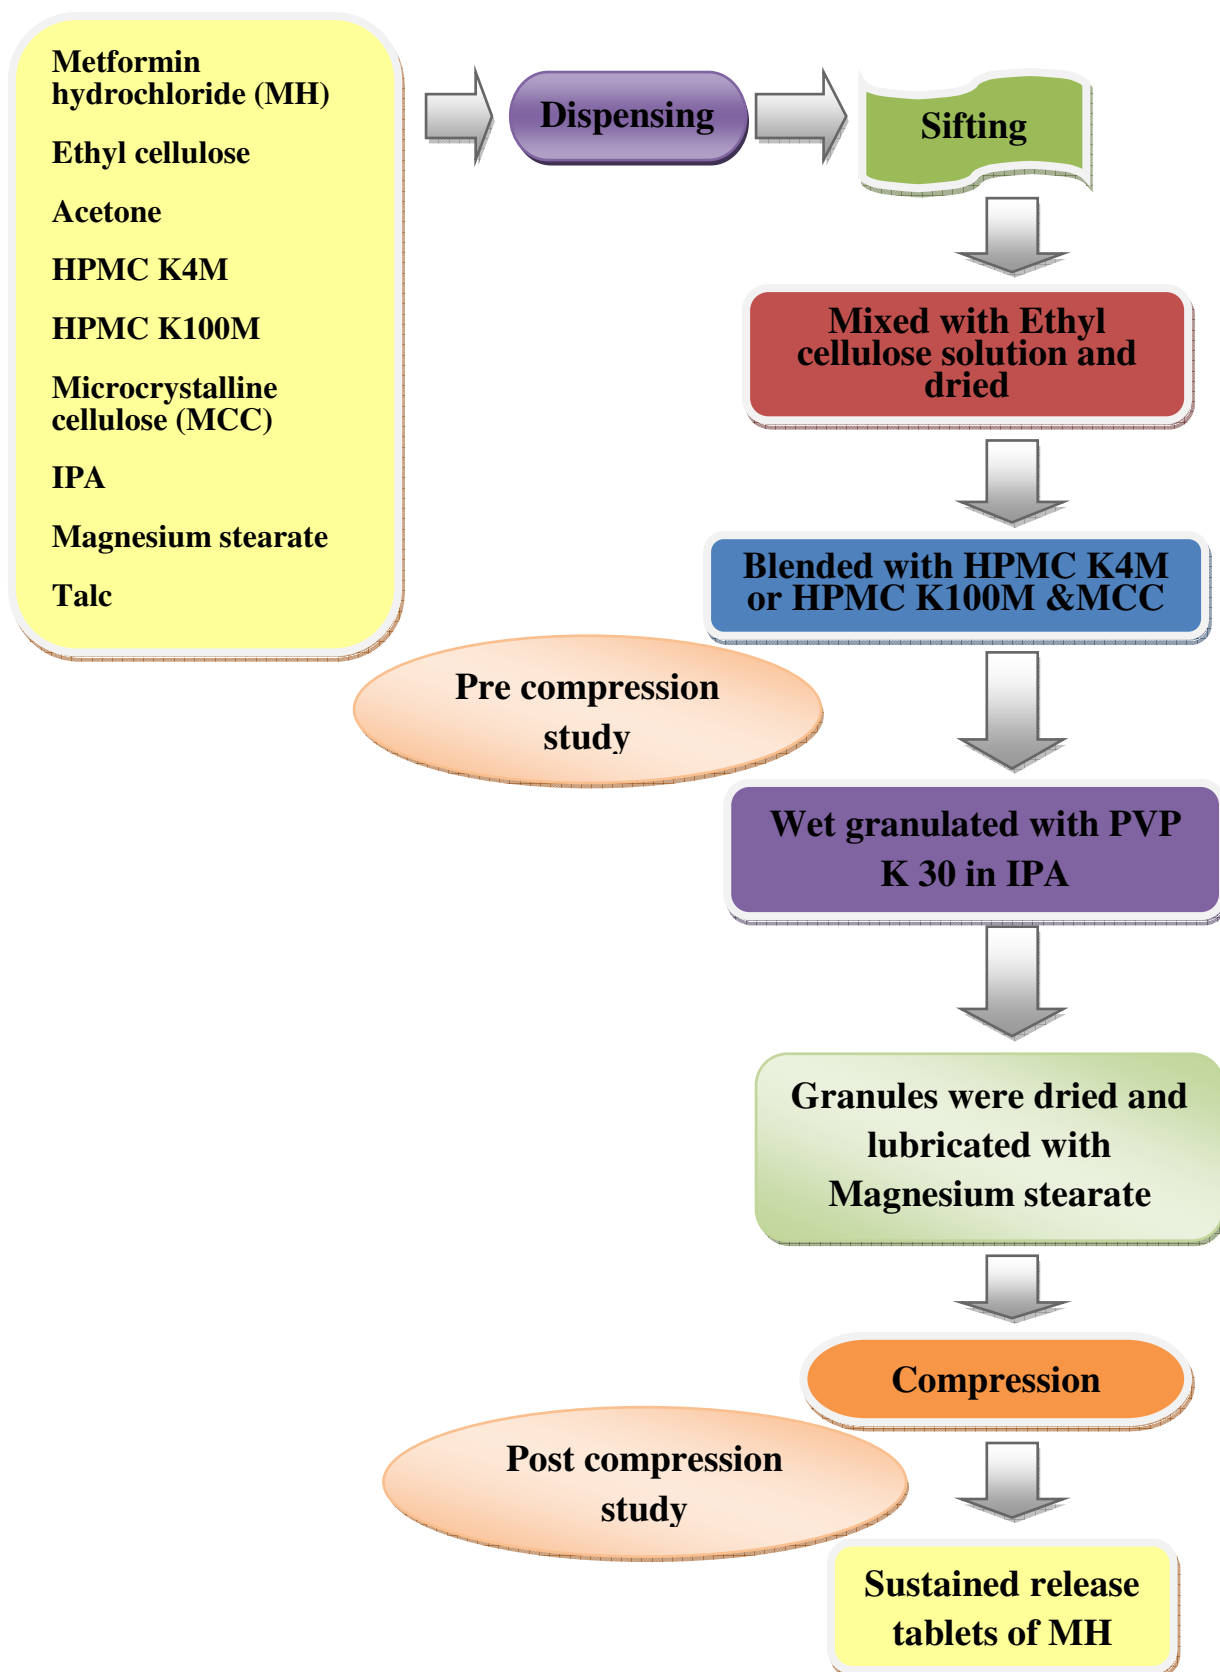 Metformin
hydrochloride (MH)
Ethyl cellulose
Acetone
HPMC K4M
HPMC K100M
Microcrystalline
cellulose (MCC)
IPA
Magnesium stearate
Talc
Dispensing
Sifting
Mixed with Ethyl
cellulose solution and
dried
Blended with HPMC K4M
or HPMC K100M &MCC
Pre compression
study
Wet granulated with PVP
K 30 in IPA
Granules were dried and
lubricated with
Magnesium stearate
Compression
Post compression
study
Sustained release
tablets of MH